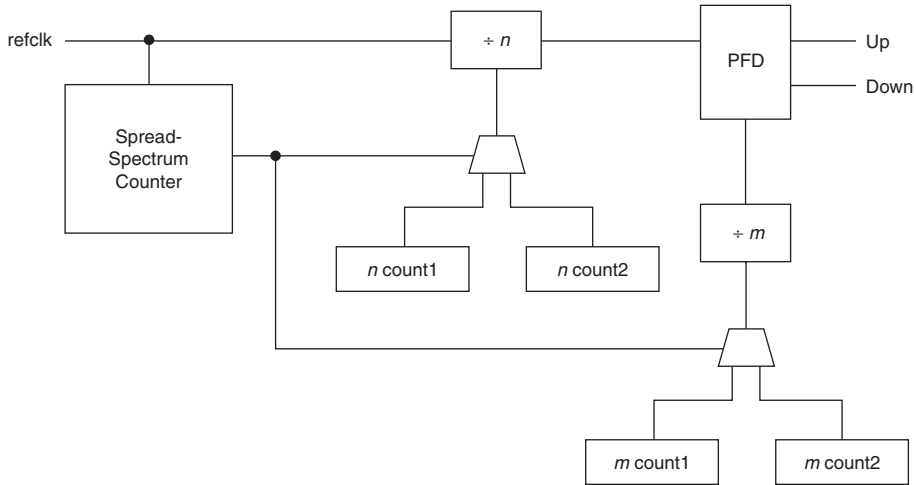 refclk
÷ n
PFD
Up
Down
Spread-
Spectrum
Counter
n count1
n count2
÷ m
m count1
m count2